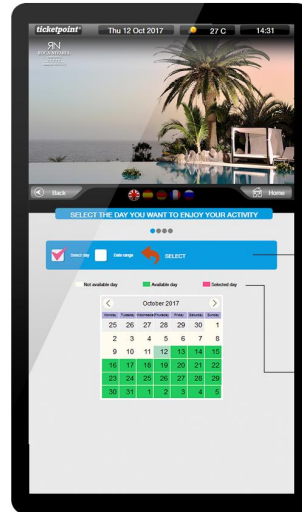 ticketpoint® Thu 12 Oct 2017 27 C 14:31
Back Home
SELECT THE DAY YOU WANT TO ENJOY YOUR ACTIVITY
Select day Date range SELECT
Not available day Available day Selected day
October 2017
Monday Tuesday Wednesday Thursday Friday Saturday Sunday
25 26 27 28 29 30 1
2 3 4 5 6 7 8
9 10 11 12 13 14 15
16 17 18 19 20 21 22
23 24 25 26 27 28 29
30 31 1 2 3 4 5